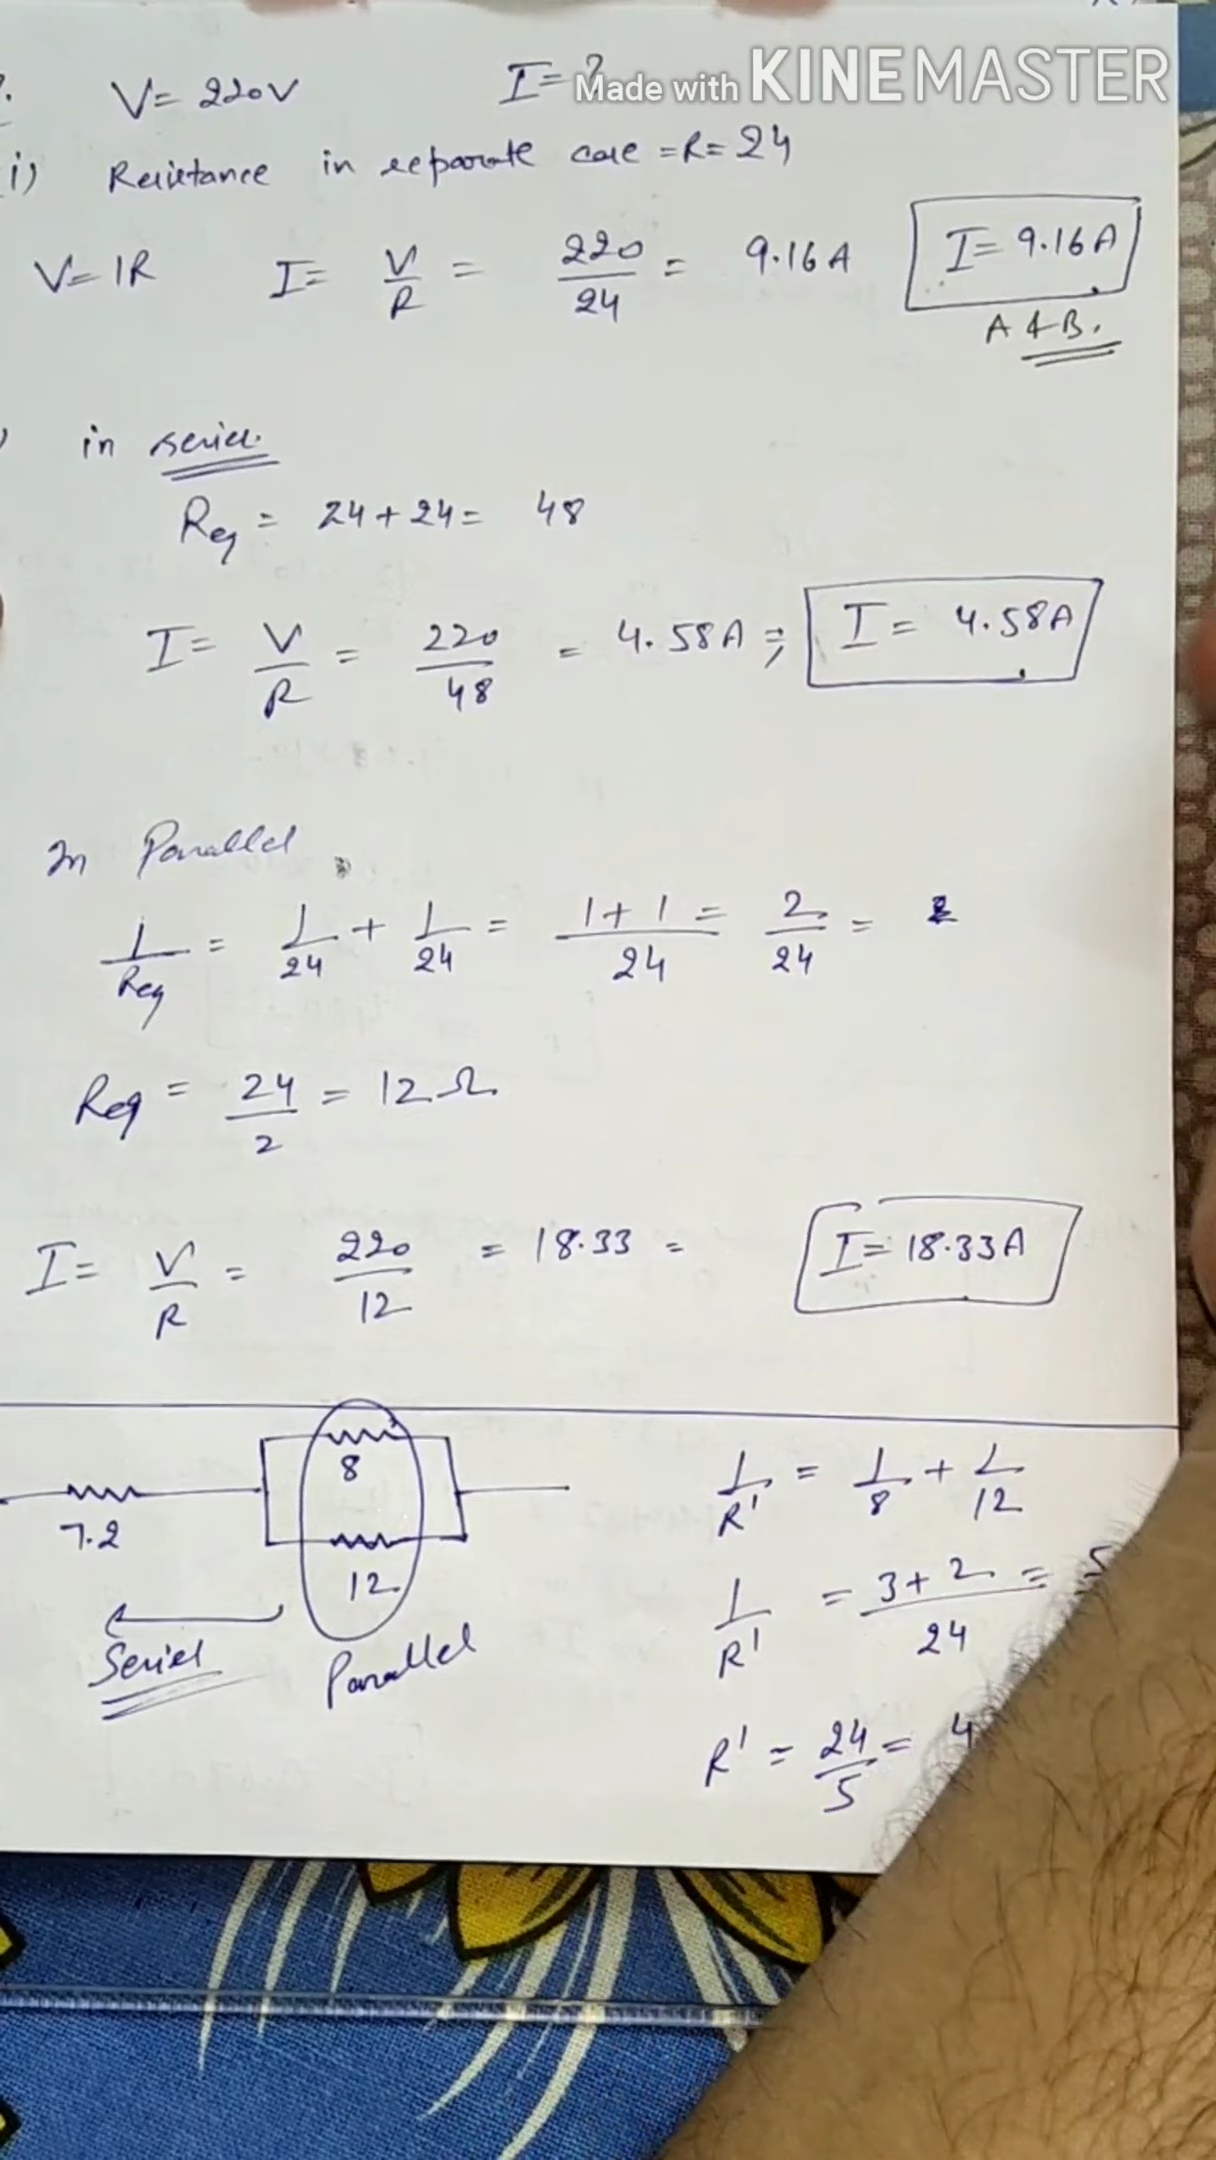 Made with KINEMASTER
V= 220V I= ?
i) Resistance in separate case =R= 24
V=IR I= V/R = 220/24 = 9.16A I= 9.16A
A & B.
in series.
Req = 24+24= 48
I= V/R = 220/48 = 4.58A = I= 4.58A
In Parallel
1/Req = 1/24 + 1/24 = 1+1/24 = 2/24 =
Req = 24/2 = 12Ω
I= V/R = 220/12 = 18.33 = I= 18.33A
8
7.2
12
Series Parallel
1/R' = 1/8 + 1/12
1/R' = 3+2/24 = 5
R' = 24/5 = 4